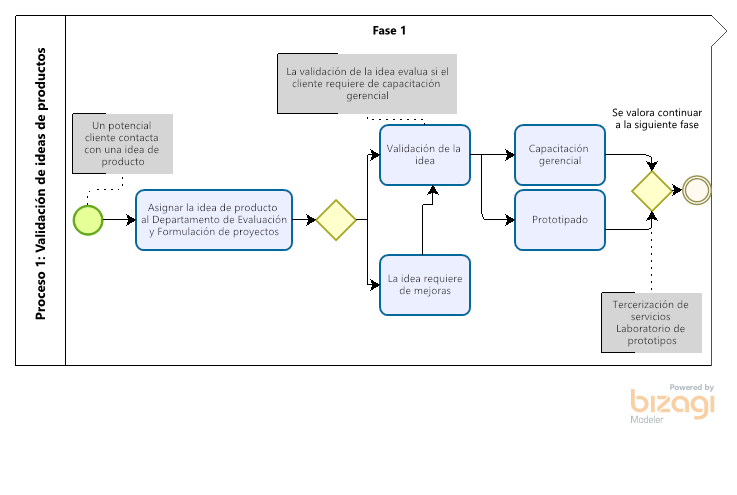 Proceso 1: Validación de ideas de productos
Fase 1
Un potencial
cliente contacta
con una idea de
producto
Asignar la idea de producto
al Departamento de Evaluación
y Formulación de proyectos
La validación de la idea evalua si el
cliente requiere de capacitación
gerencial
Validación de la
idea
La idea requiere
de mejoras
Capacitación
gerencial
Prototipado
Se valora continuar
a la siguiente fase
Tercerización de
servicios
Laboratorio de
prototipos
Powered by
bizagi
Modeler